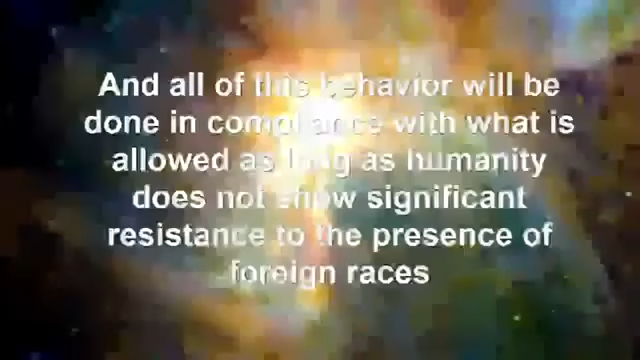 And all of this behavior will be
done in compliance with what is
allowed as long as humanity
does not show significant
resistance to the presence of
foreign races